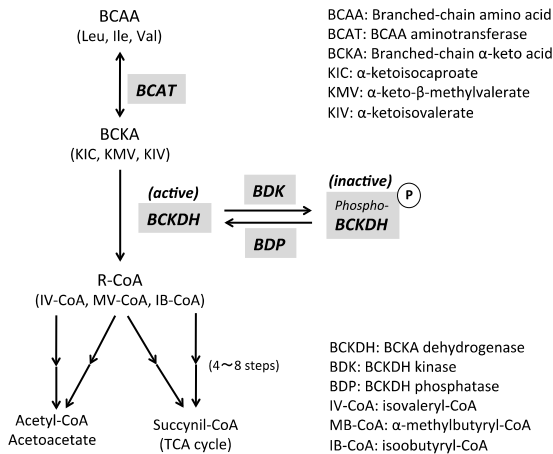 BCAA
(Leu, Ile, Val)
BCAT
BCKA
(KIC, KMV, KIV)
(active)
BCKDH
BDK
BDP
(inactive)
P
Phospho-
BCKDH
R-CoA
(IV-CoA, MV-CoA, IB-CoA)
(4～8 steps)
Acetyl-CoA
Acetoacetate
Succynil-CoA
(TCA cycle)
BCAA: Branched-chain amino acid
BCAT: BCAA aminotransferase
BCKA: Branched-chain α-keto acid
KIC: α-ketoisocaproate
KMV: α-keto-β-methylvalerate
KIV: α-ketoisovalerate
BCKDH: BCKA dehydrogenase
BDK: BCKDH kinase
BDP: BCKDH phosphatase
IV-CoA: isovaleryl-CoA
MB-CoA: α-methylbutyryl-CoA
IB-CoA: isoobutyryl-CoA